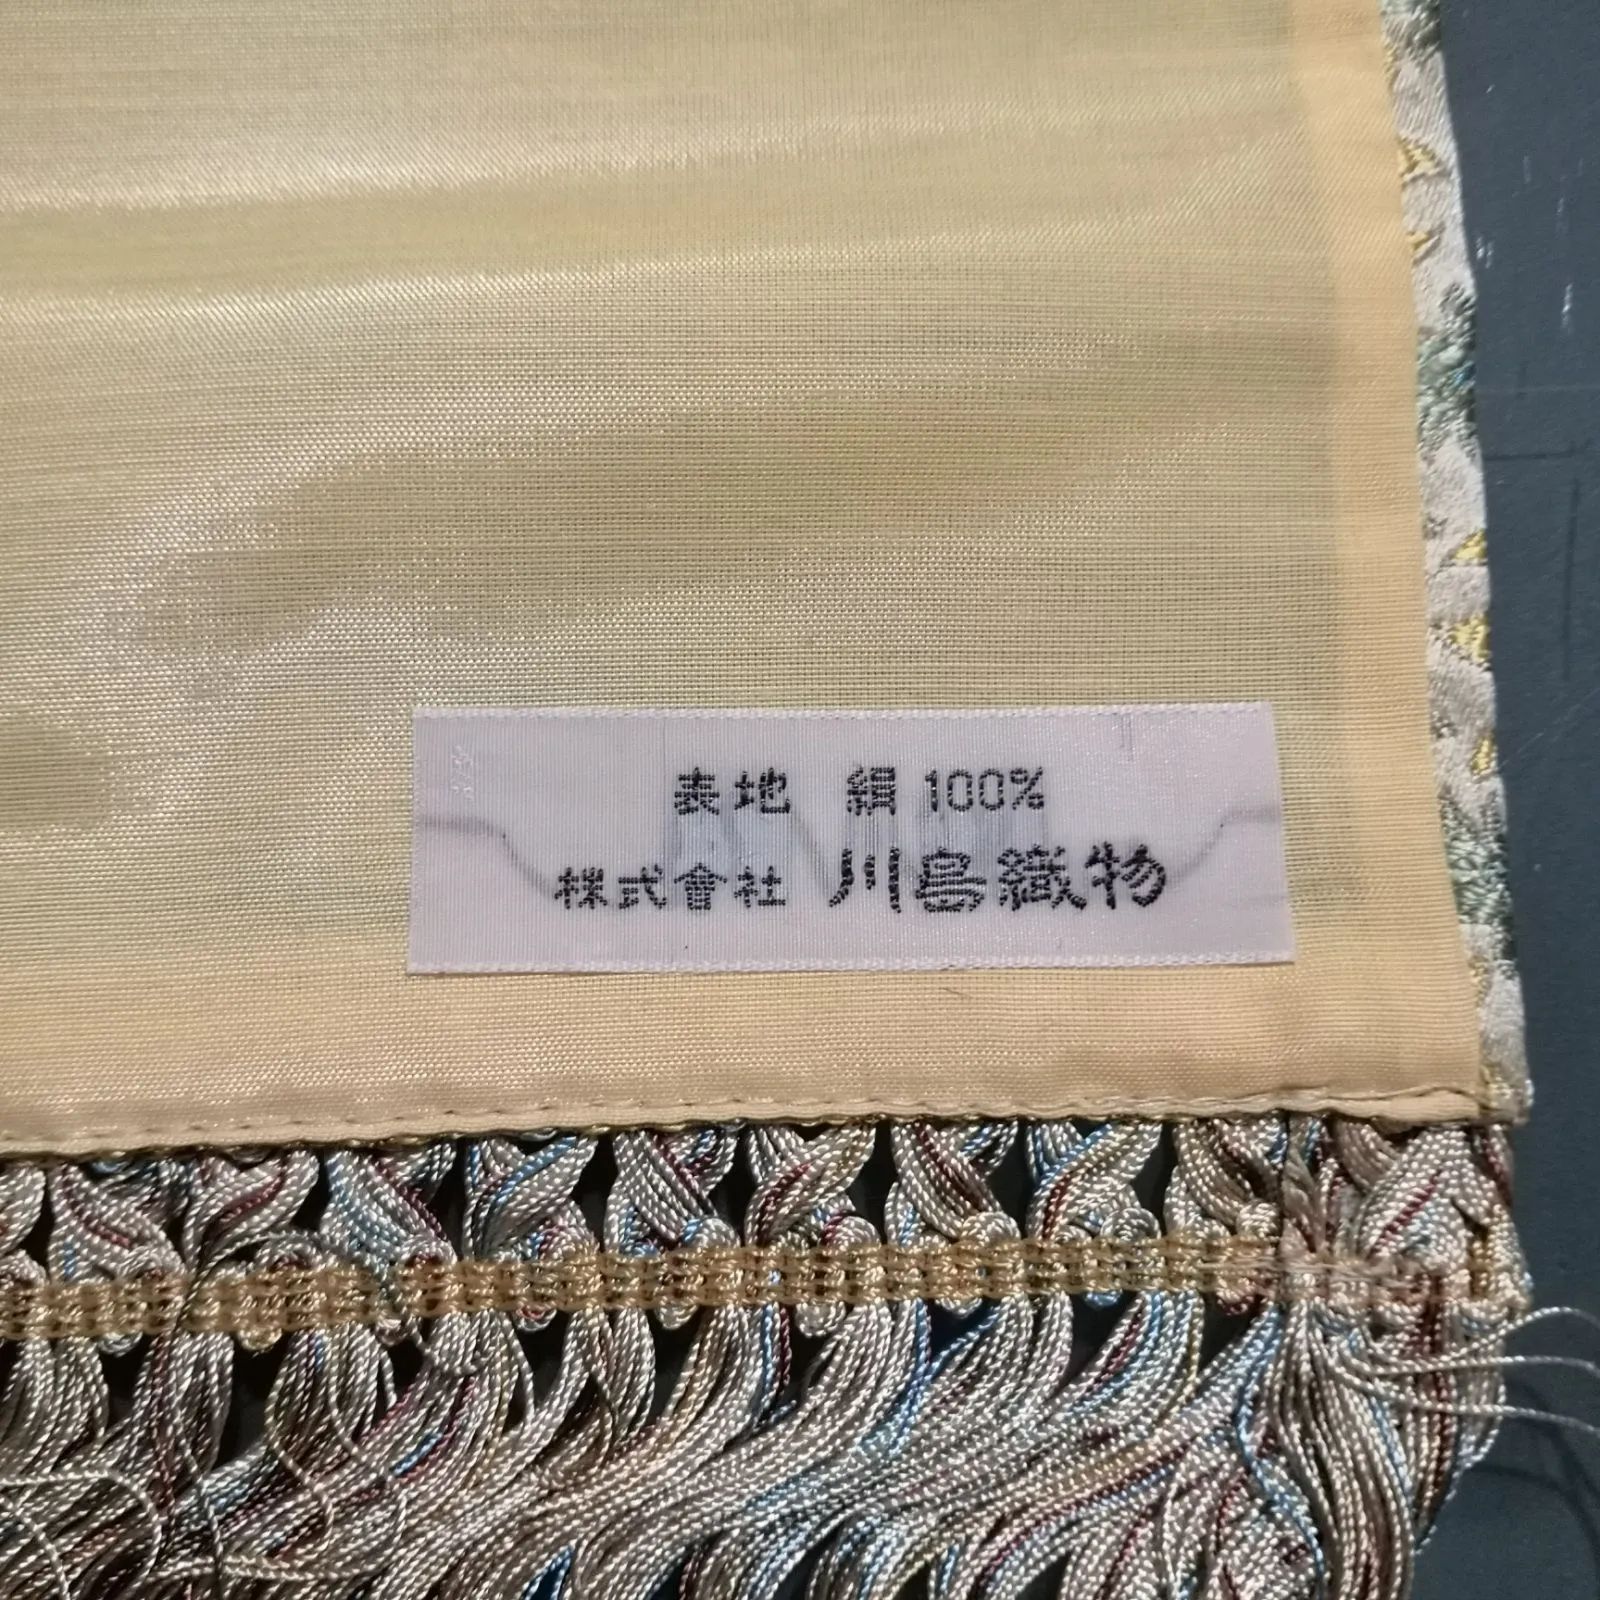 表地 絹100%
株式會社 川島織物